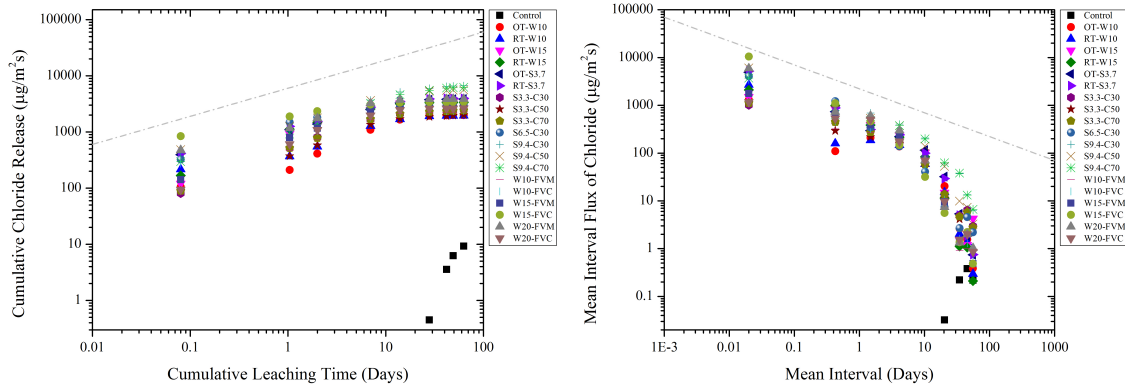 Cumulative Chloride Release (µg/m²s)
100000
10000
1000
100
10
1
0.01
0.1
1
10
100
Cumulative Leaching Time (Days)
Control
OT-W10
RT-W10
OT-W15
RT-W15
OT-S3.7
RT-S3.7
S3.3-C30
S3.3-C50
S3.3-C70
S6.5-C30
S9.4-C30
S9.4-C50
S9.4-C70
W10-FVM
W10-FVC
W15-FVM
W15-FVC
W20-FVM
W20-FVC
Mean Interval Flux of Chloride (µg/m²s)
100000
10000
1000
100
10
1
0.1
1E-3
0.01
0.1
1
10
100
1000
Mean Interval (Days)
Control
OT-W10
RT-W10
OT-W15
RT-W15
OT-S3.7
RT-S3.7
S3.3-C30
S3.3-C50
S3.3-C70
S6.5-C30
S9.4-C30
S9.4-C50
S9.4-C70
W10-FVM
W10-FVC
W15-FVM
W15-FVC
W20-FVM
W20-FVC